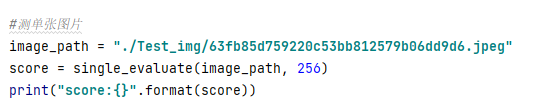 #测单张图片
image_path = "./Test_img/63fb85d759220c53bb812579b06dd9d6.jpeg"
score = single_evaluate(image_path, 256)
print("score:{}".format(score))